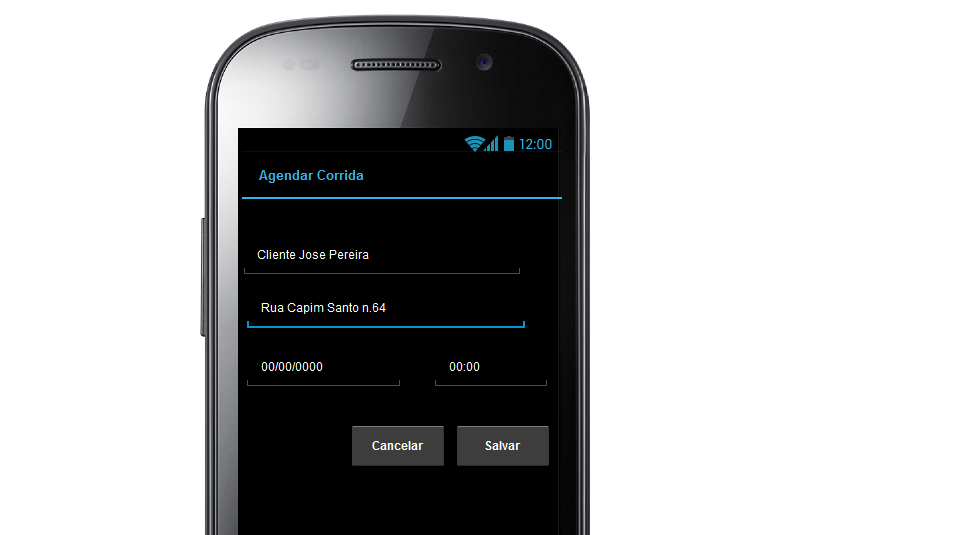 12:00
Agendar Corrida
Cliente Jose Pereira
Rua Capim Santo n.64
00/00/0000 00:00
Cancelar Salvar